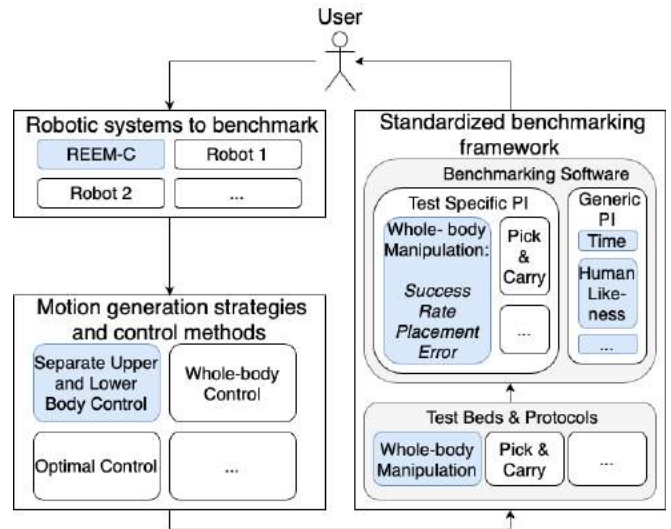 User
Robotic systems to benchmark
REEM-C
Robot 1
Robot 2
...
Motion generation strategies
and control methods
Separate Upper
and Lower
Body Control
Whole-body
Control
Optimal Control
...
Standardized benchmarking
framework
Benchmarking Software
Test Specific PI
Whole- body
Manipulation:
Success
Rate
Placement
Error
Pick
&
Carry
...
Generic
PI
Time
Human
Like-
ness
...
Test Beds & Protocols
Whole-body
Manipulation
Pick &
Carry
...